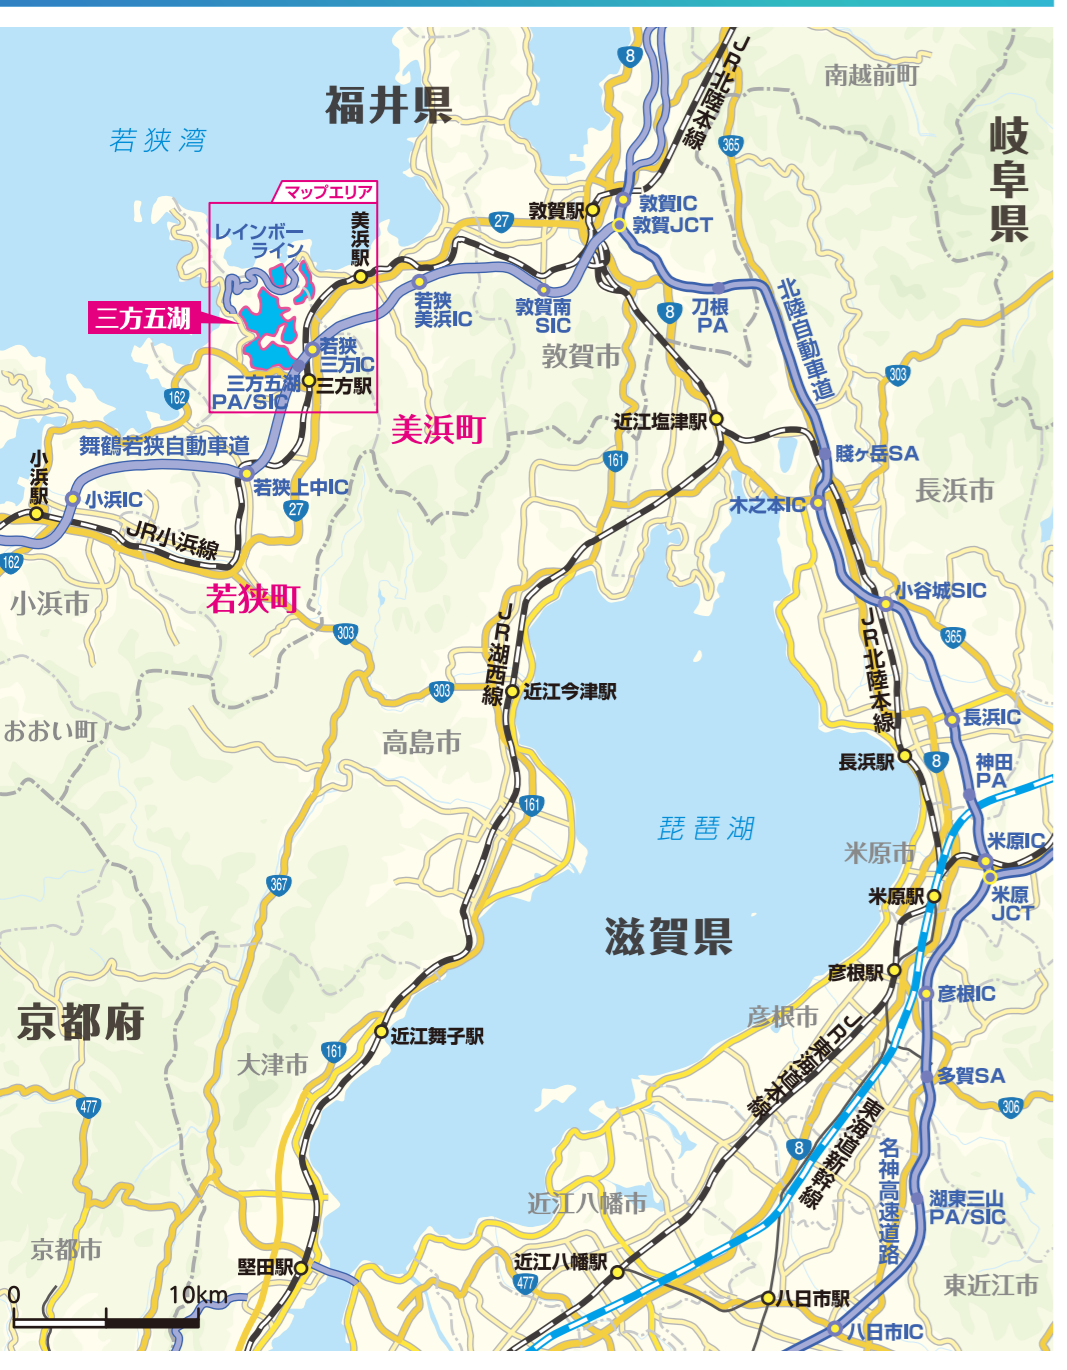 8
JR北陸本線
南越前町
福井県
岐阜県
若狭湾
365
マップエリア
敦賀駅
敦賀IC
敦賀JCT
27
美浜駅
レインボー
ライン
若狭
美浜IC
敦賀南
SIC
刀根
PA
北陸自動車道
8
三方五湖
若狭
三方IC
敦賀市
三方五湖
PA/SIC
三方駅
162
303
美浜町
近江塩津駅
舞鶴若狭自動車道
小浜駅
161
賤ヶ岳SA
若狭上中IC
小浜IC
27
木之本IC
長浜市
JR小浜線
162
小浜市
若狭町
303
小谷城SIC
365
JR湖西線
JR北陸本線
303
近江今津駅
長浜IC
おおい町
高島市
長浜駅
8
神田
PA
161
琵琶湖
米原市
米原IC
367
米原駅
米原
JCT
滋賀県
彦根駅
彦根IC
京都府
彦根市
近江舞子駅
大津市
161
JR東海道本線
多賀SA
477
306
東海道新幹線
8
名神高速道路
近江八幡市
湖東三山
PA/SIC
京都市
堅田駅
近江八幡駅
477
東近江市
0
10km
八日市駅
八日市IC